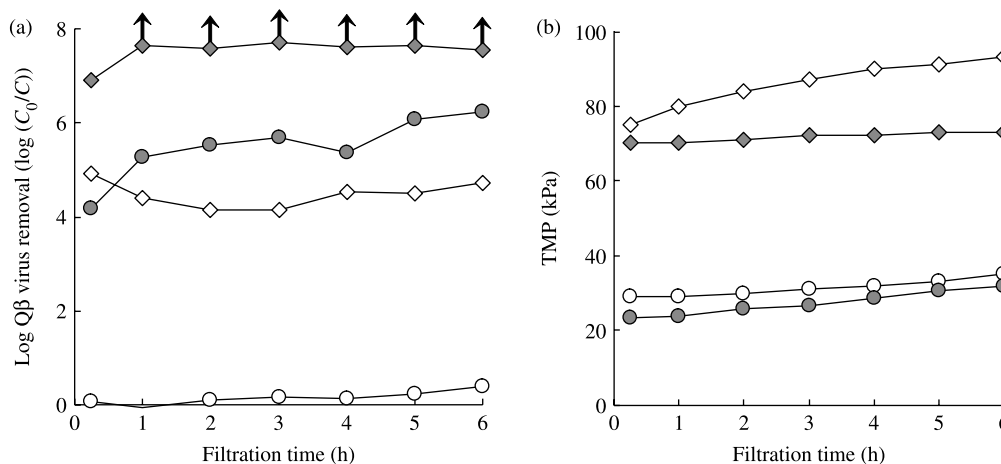 (a)
8
6
4
2
0
Log Qβ virus removal (log (C₀/C))
0 1 2 3 4 5 6
Filtration time (h)
(b)
100
80
60
40
20
0
TMP (kPa)
0 1 2 3 4 5 6
Filtration time (h)